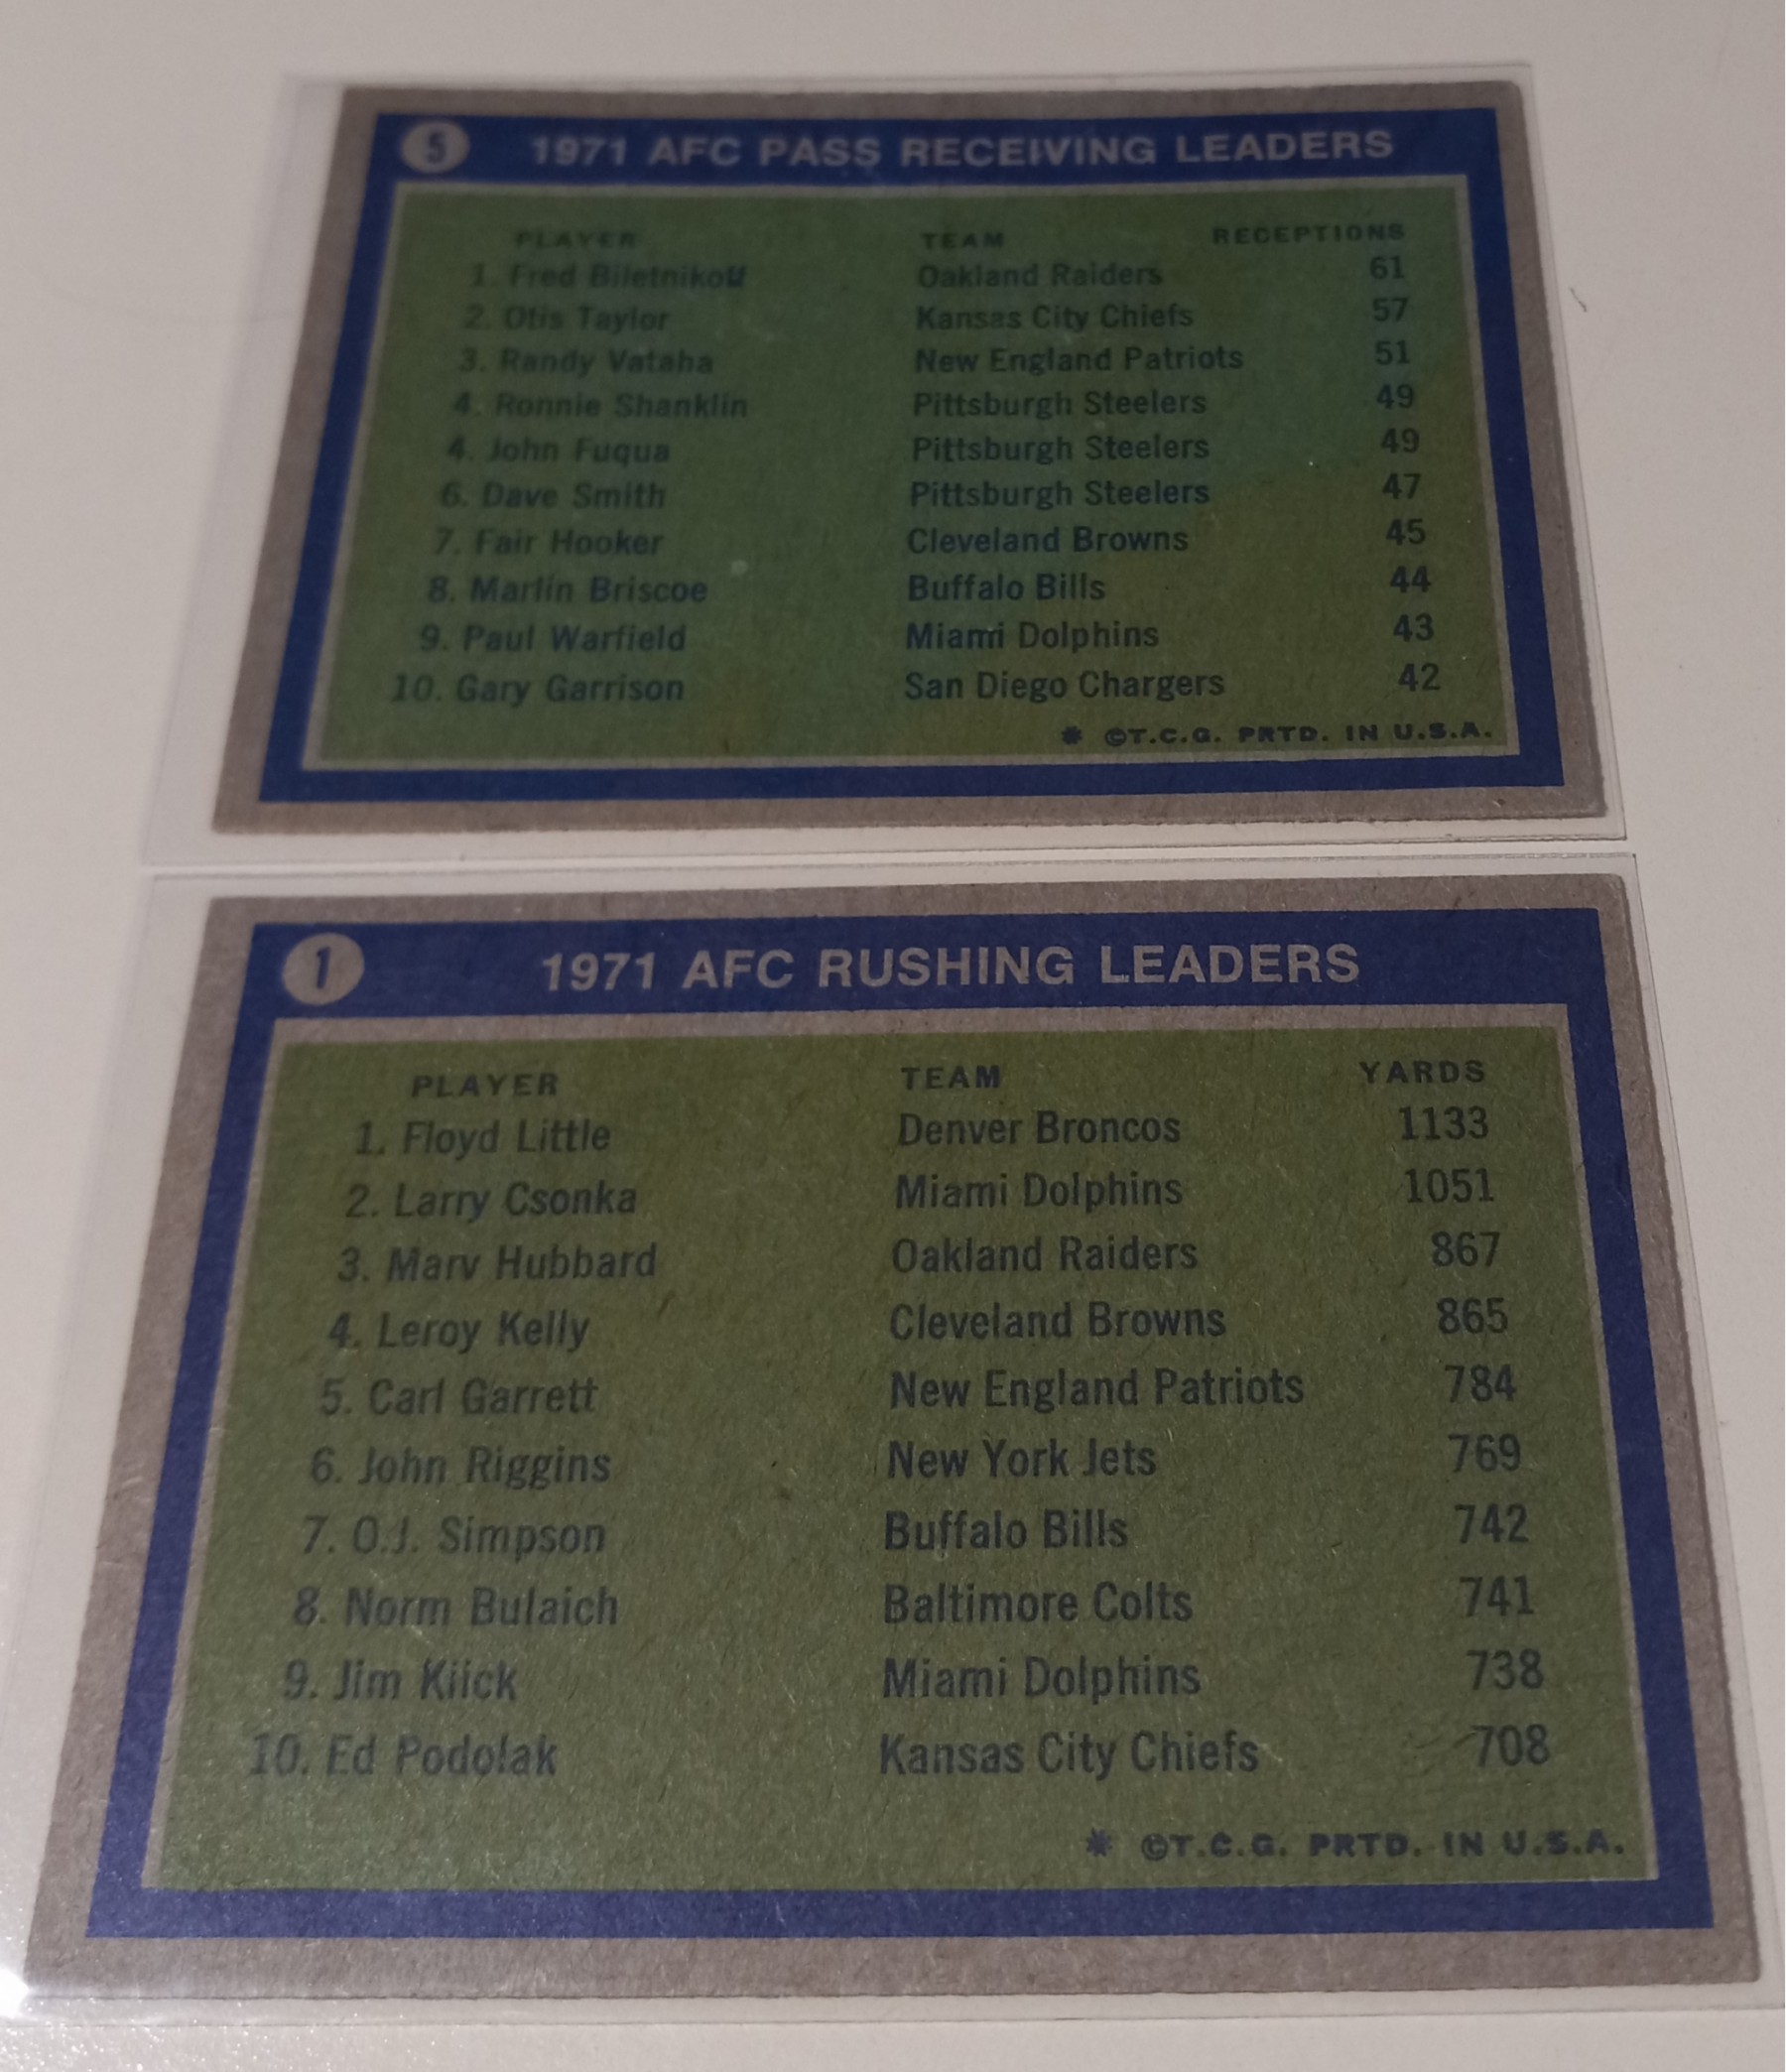 5 1971 AFC PASS RECEIVING LEADERS
PLAYER TEAM RECEPTIONS
1. Fred Biletnikoff Oakland Raiders 61
2. Otis Taylor Kansas City Chiefs 57
3. Randy Vataha New England Patriots 51
4. Ronnie Shanklin Pittsburgh Steelers 49
4. John Fuqua Pittsburgh Steelers 49
6. Dave Smith Pittsburgh Steelers 47
7. Fair Hooker Cleveland Browns 45
8. Marlin Briscoe Buffalo Bills 44
9. Paul Warfield Miami Dolphins 43
10. Gary Garrison San Diego Chargers 42
* ©T.C.G. PRTD. IN U.S.A.
1 1971 AFC RUSHING LEADERS
PLAYER TEAM YARDS
1. Floyd Little Denver Broncos 1133
2. Larry Csonka Miami Dolphins 1051
3. Marv Hubbard Oakland Raiders 867
4. Leroy Kelly Cleveland Browns 865
5. Carl Garrett New England Patriots 784
6. John Riggins New York Jets 769
7. O.J. Simpson Buffalo Bills 742
8. Norm Bulaich Baltimore Colts 741
9. Jim Kiick Miami Dolphins 738
10. Ed Podolak Kansas City Chiefs 708
* ©T.C.G. PRTD. IN U.S.A.